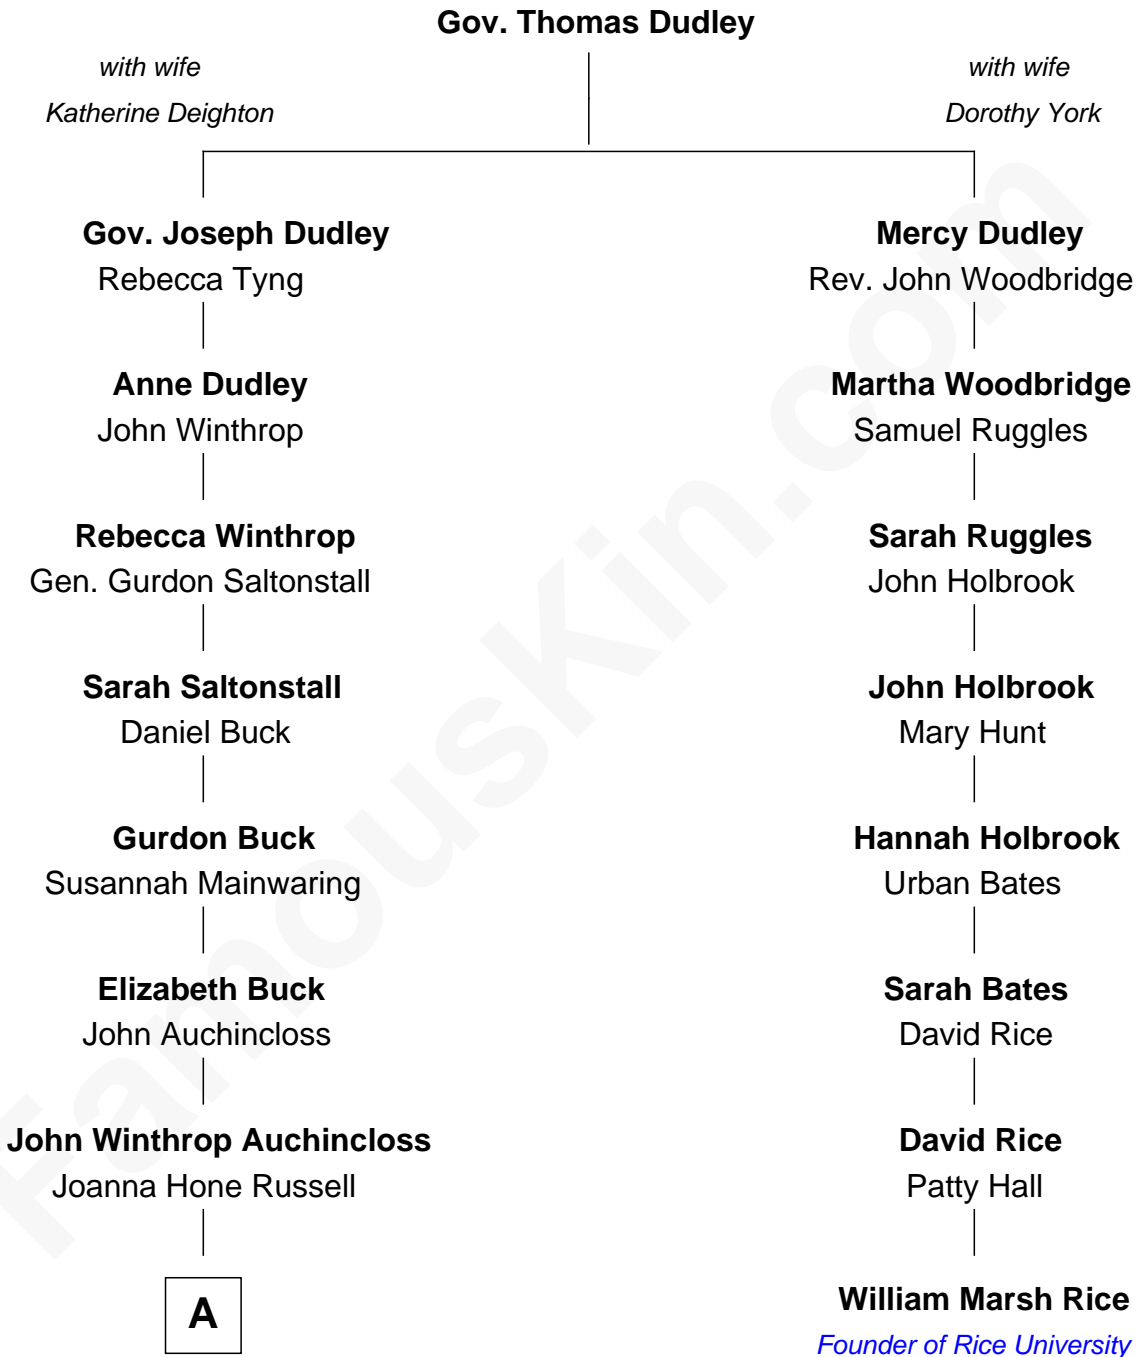 Gov. Thomas Dudley
with wife
Katherine Deighton
with wife
Dorothy York
Gov. Joseph Dudley
Rebecca Tyng
Mercy Dudley
Rev. John Woodbridge
Anne Dudley
John Winthrop
Martha Woodbridge
Samuel Ruggles
Rebecca Winthrop
Gen. Gurdon Saltonstall
Sarah Ruggles
John Holbrook
Sarah Saltonstall
Daniel Buck
John Holbrook
Mary Hunt
Gurdon Buck
Susannah Mainwaring
Hannah Holbrook
Urban Bates
Elizabeth Buck
John Auchincloss
Sarah Bates
David Rice
John Winthrop Auchincloss
Joanna Hone Russell
David Rice
Patty Hall
A
William Marsh Rice
Founder of Rice University
FamousKin.com